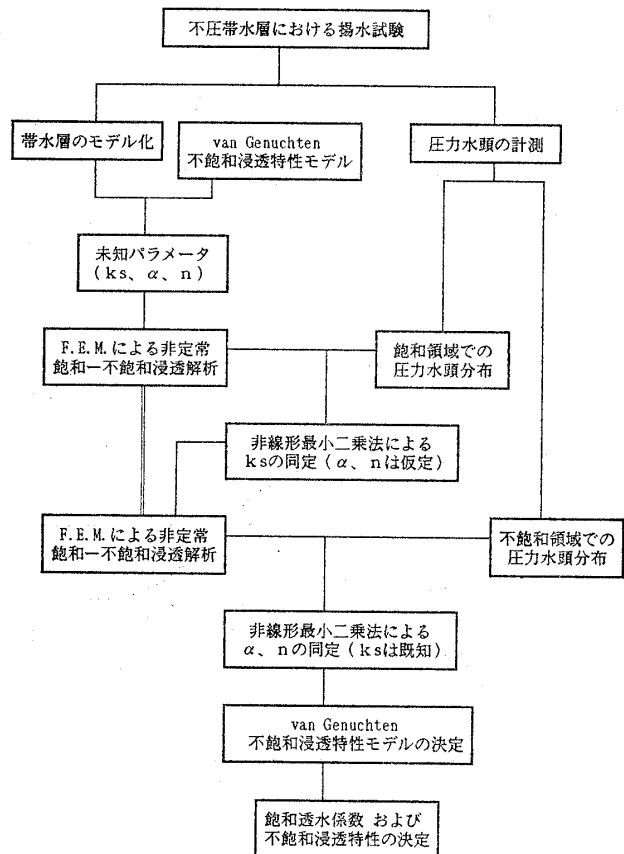 不圧帯水層における揚水試験
帯水層のモデル化
van Genuchten
不飽和浸透特性モデル
圧力水頭の計測
未知パラメータ
(ks、α、n)
F.E.M.による非定常
飽和ー不飽和浸透解析
飽和領域での
圧力水頭分布
非線形最小二乗法による
ksの同定(α、nは仮定)
F.E.M.による非定常
飽和ー不飽和浸透解析
不飽和領域での
圧力水頭分布
非線形最小二乗法による
α、nの同定(ksは既知)
van Genuchten
不飽和浸透特性モデルの決定
飽和透水係数 および
不飽和浸透特性の決定